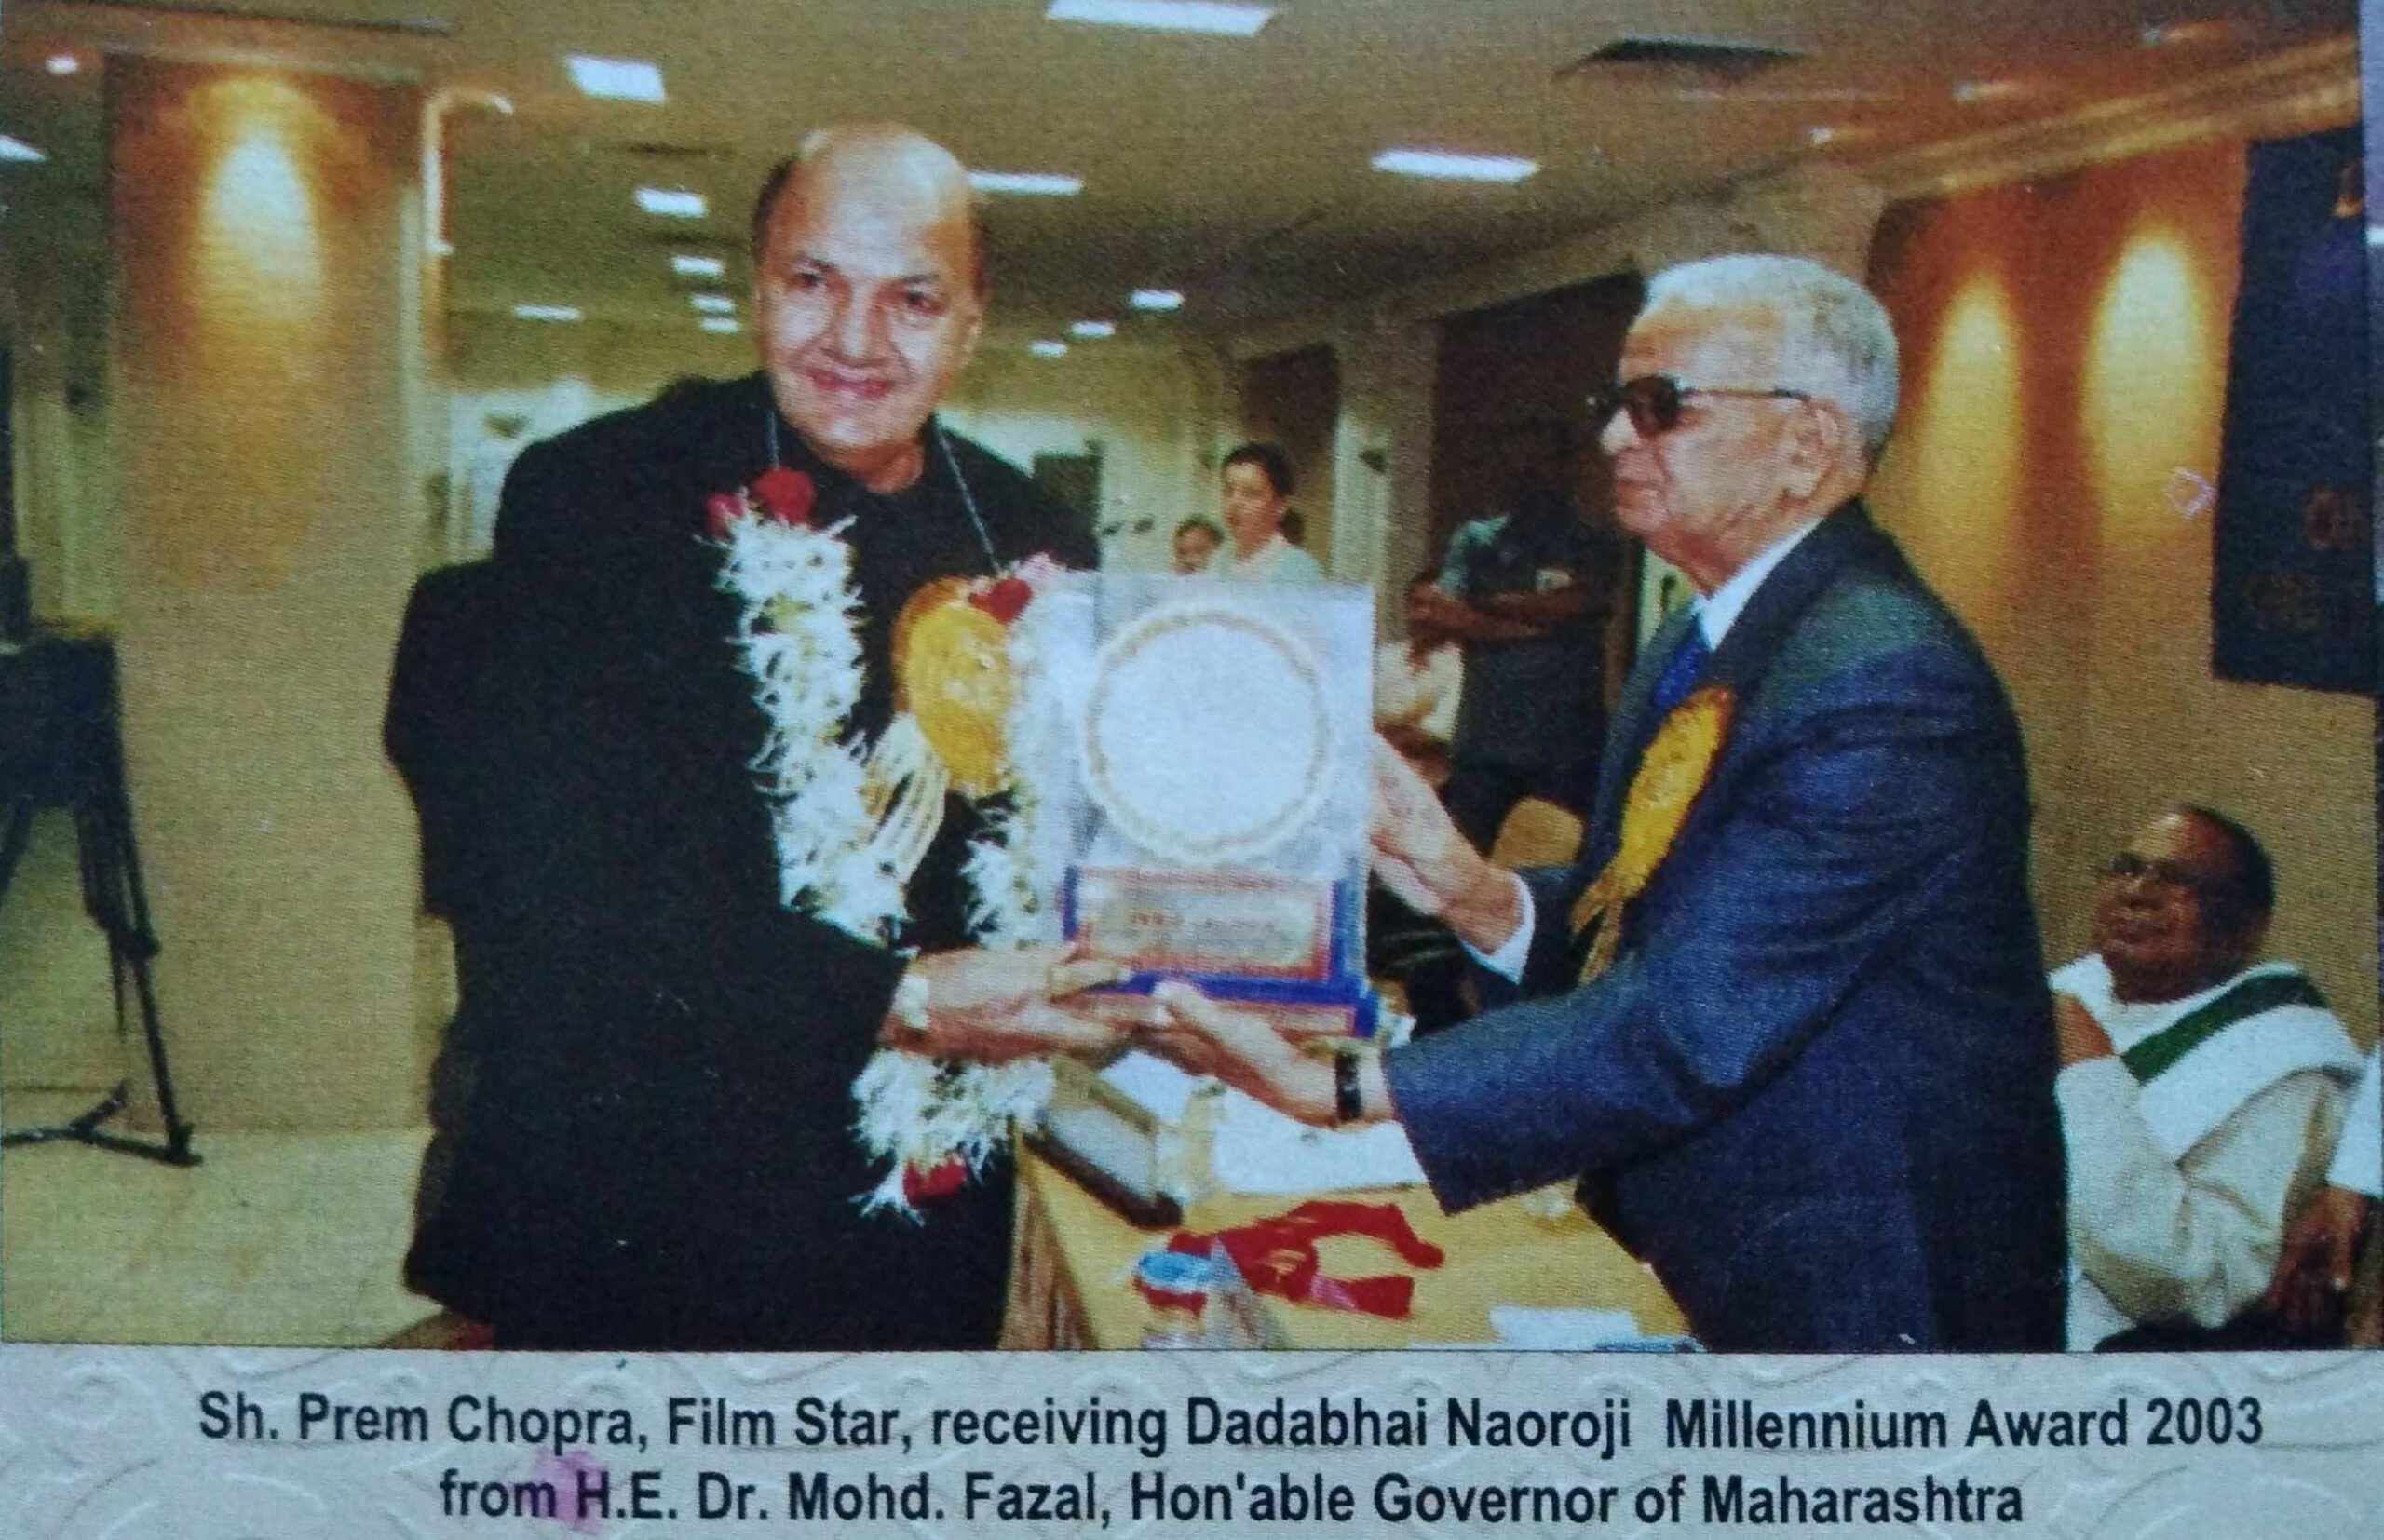 Sh. Prem Chopra, Film Star, receiving Dadabhai Naoroji Millennium Award 2003
from H.E. Dr. Mohd. Fazal, Hon'able Governor of Maharashtra